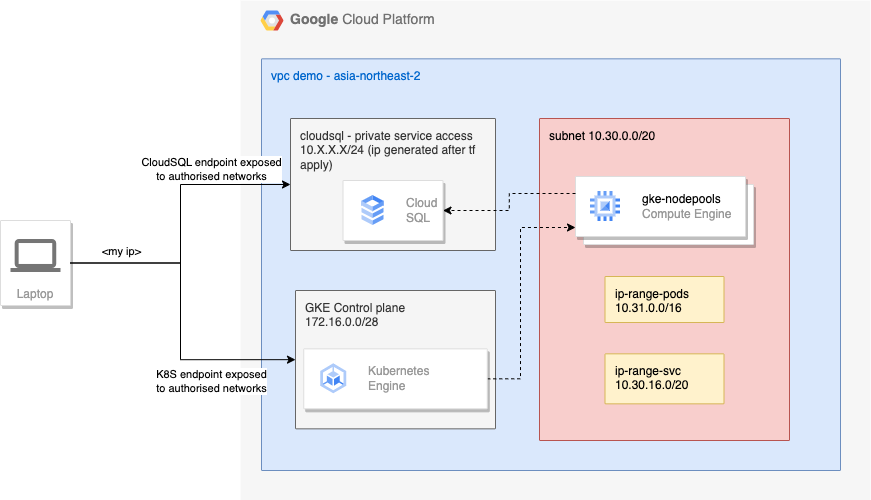 Google Cloud Platform
vpc demo - asia-northeast-2
cloudsql - private service access
10.X.X.X/24 (ip generated after tf
apply)
Cloud
SQL
subnet 10.30.0.0/20
gke-nodepools
Compute Engine
ip-range-pods
10.31.0.0/16
ip-range-svc
10.30.16.0/20
CloudSQL endpoint exposed
to authorised networks
<my ip>
Laptop
GKE Control plane
172.16.0.0/28
Kubernetes
Engine
K8S endpoint exposed
to authorised networks